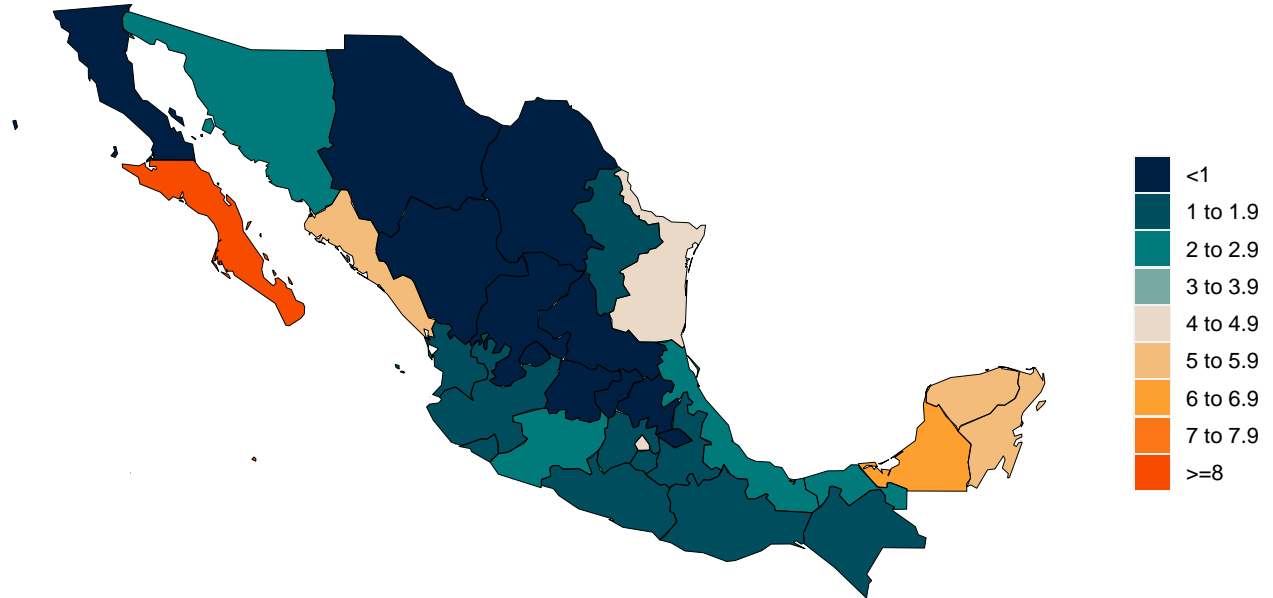 <1
1 to 1.9
2 to 2.9
3 to 3.9
4 to 4.9
5 to 5.9
6 to 6.9
7 to 7.9
>=8